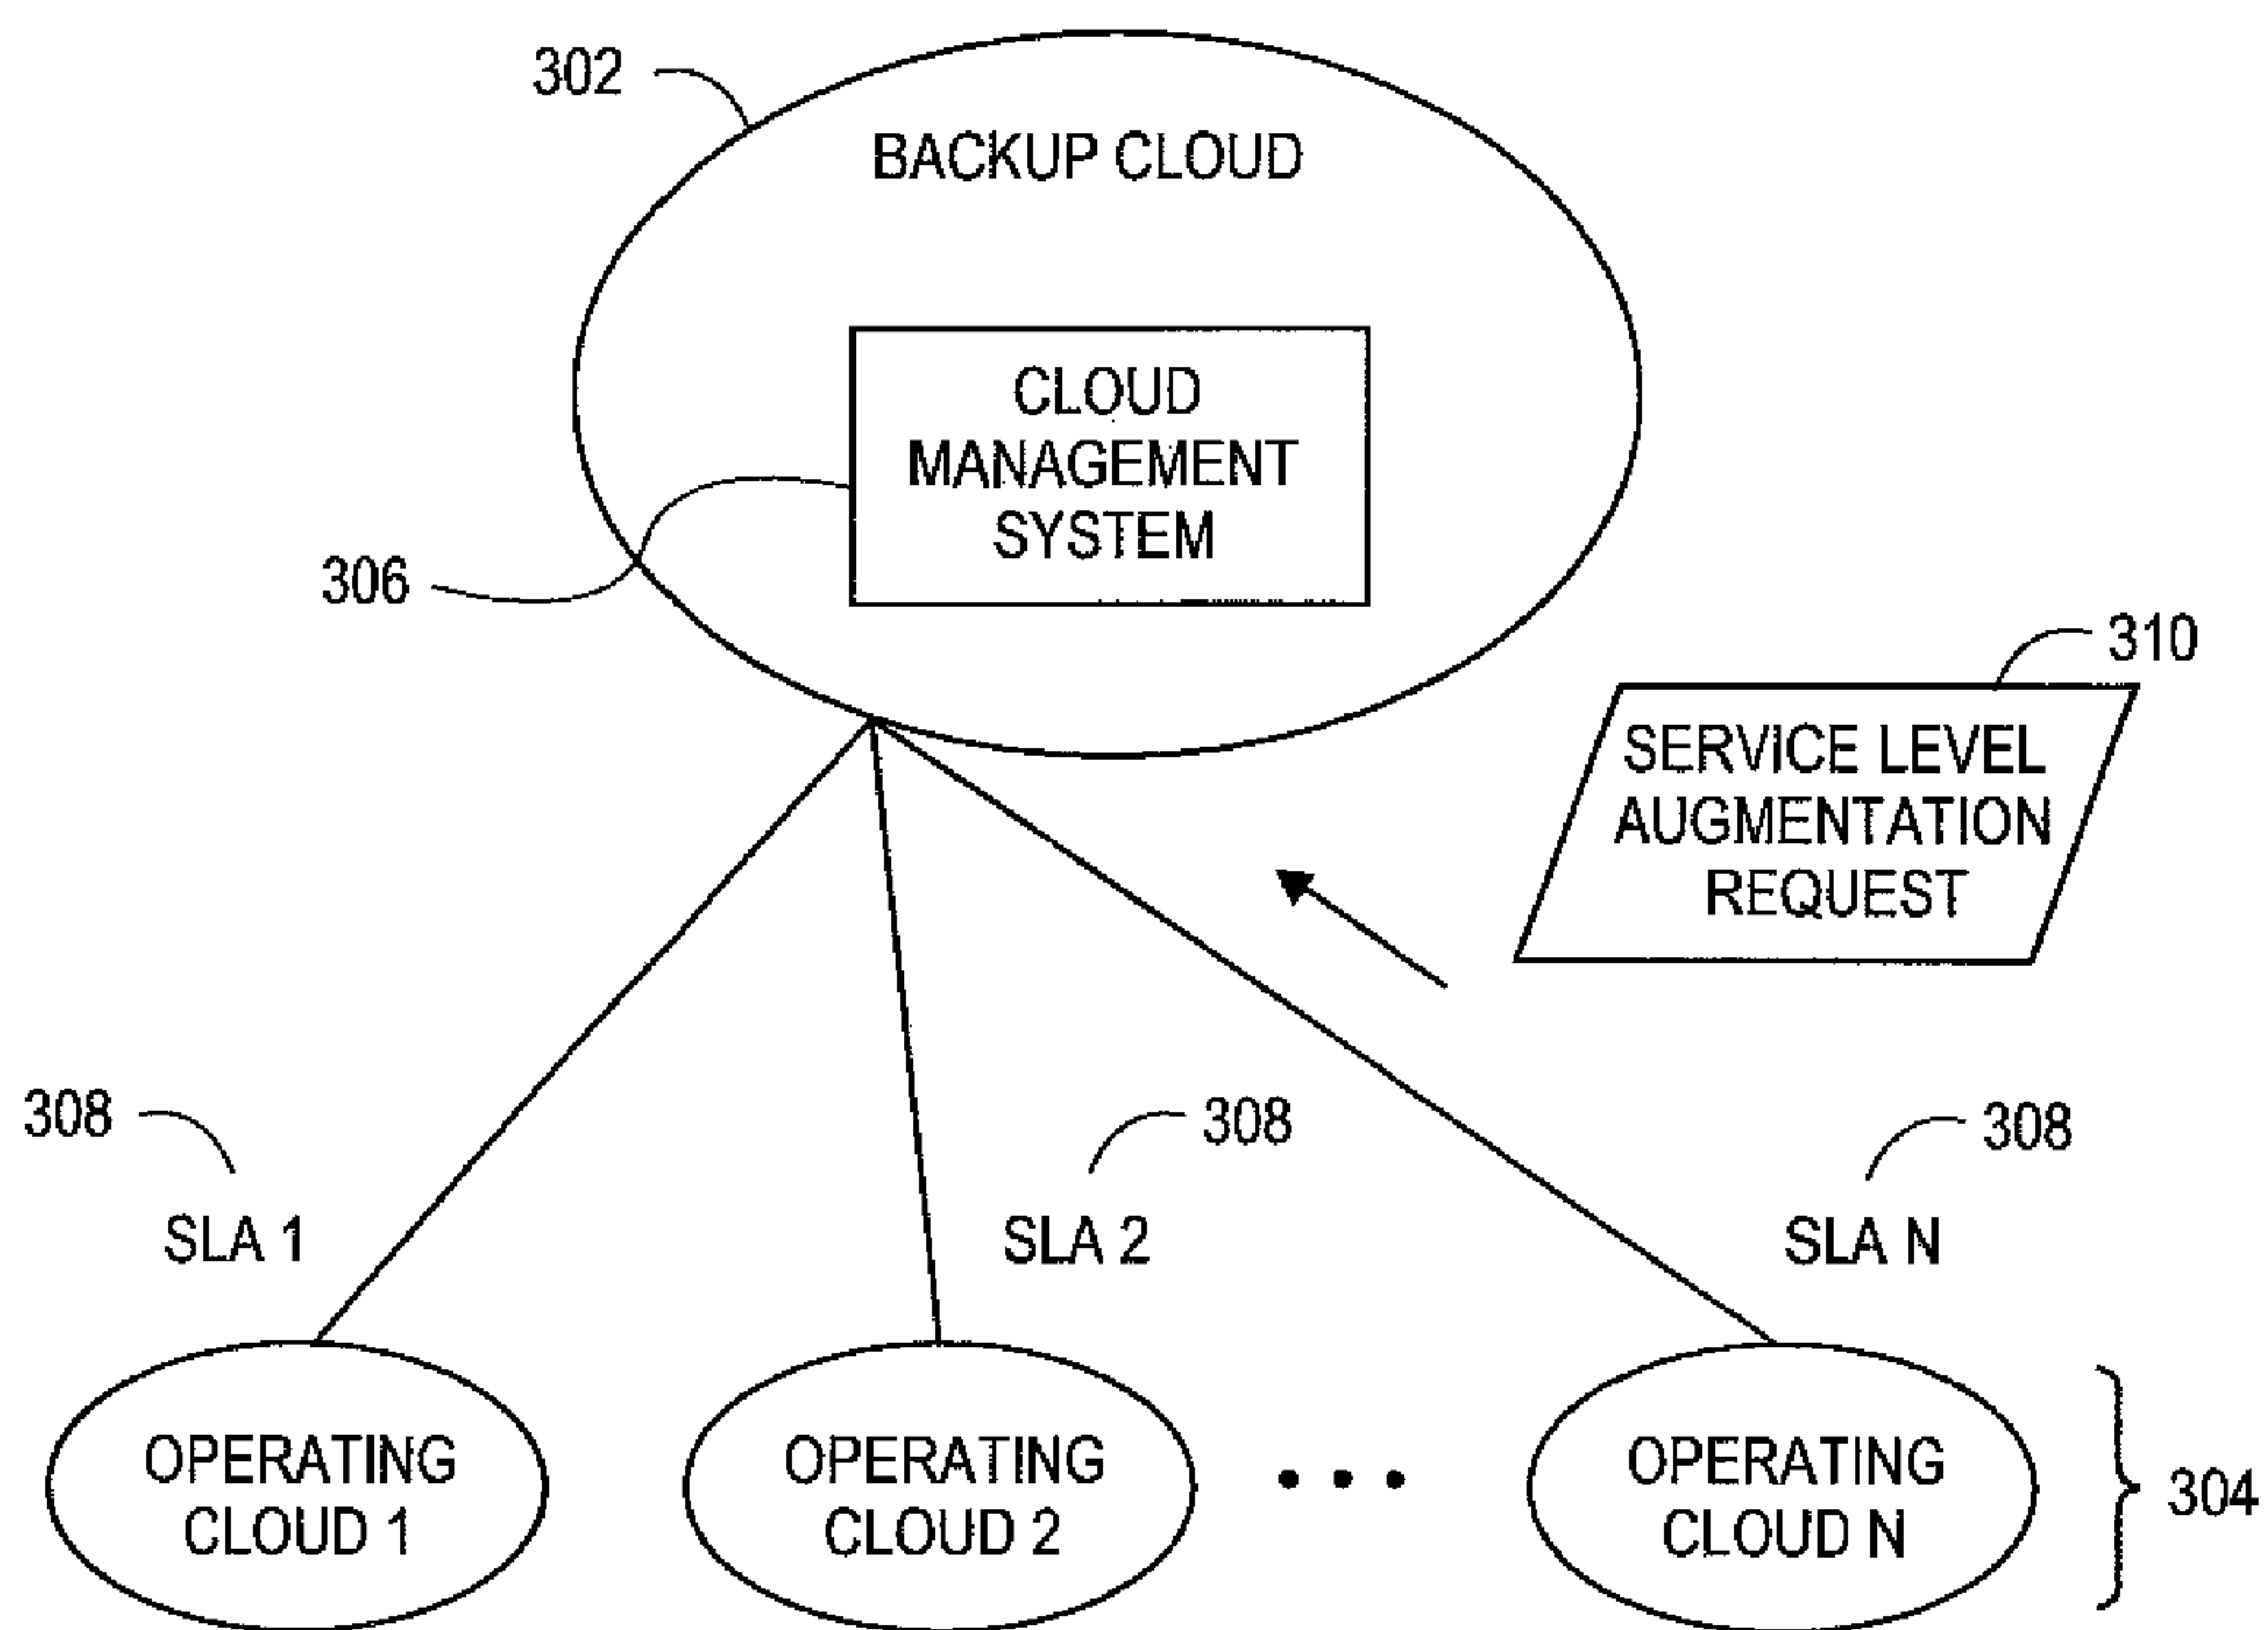 302
BACKUP CLOUD
CLOUD
MANAGEMENT
SYSTEM
306
310
SERVICE LEVEL
AUGMENTATION
REQUEST
308
308
308
SLA 1
SLA 2
SLA N
OPERATING
CLOUD 1
OPERATING
CLOUD 2
• • •
OPERATING
CLOUD N
304